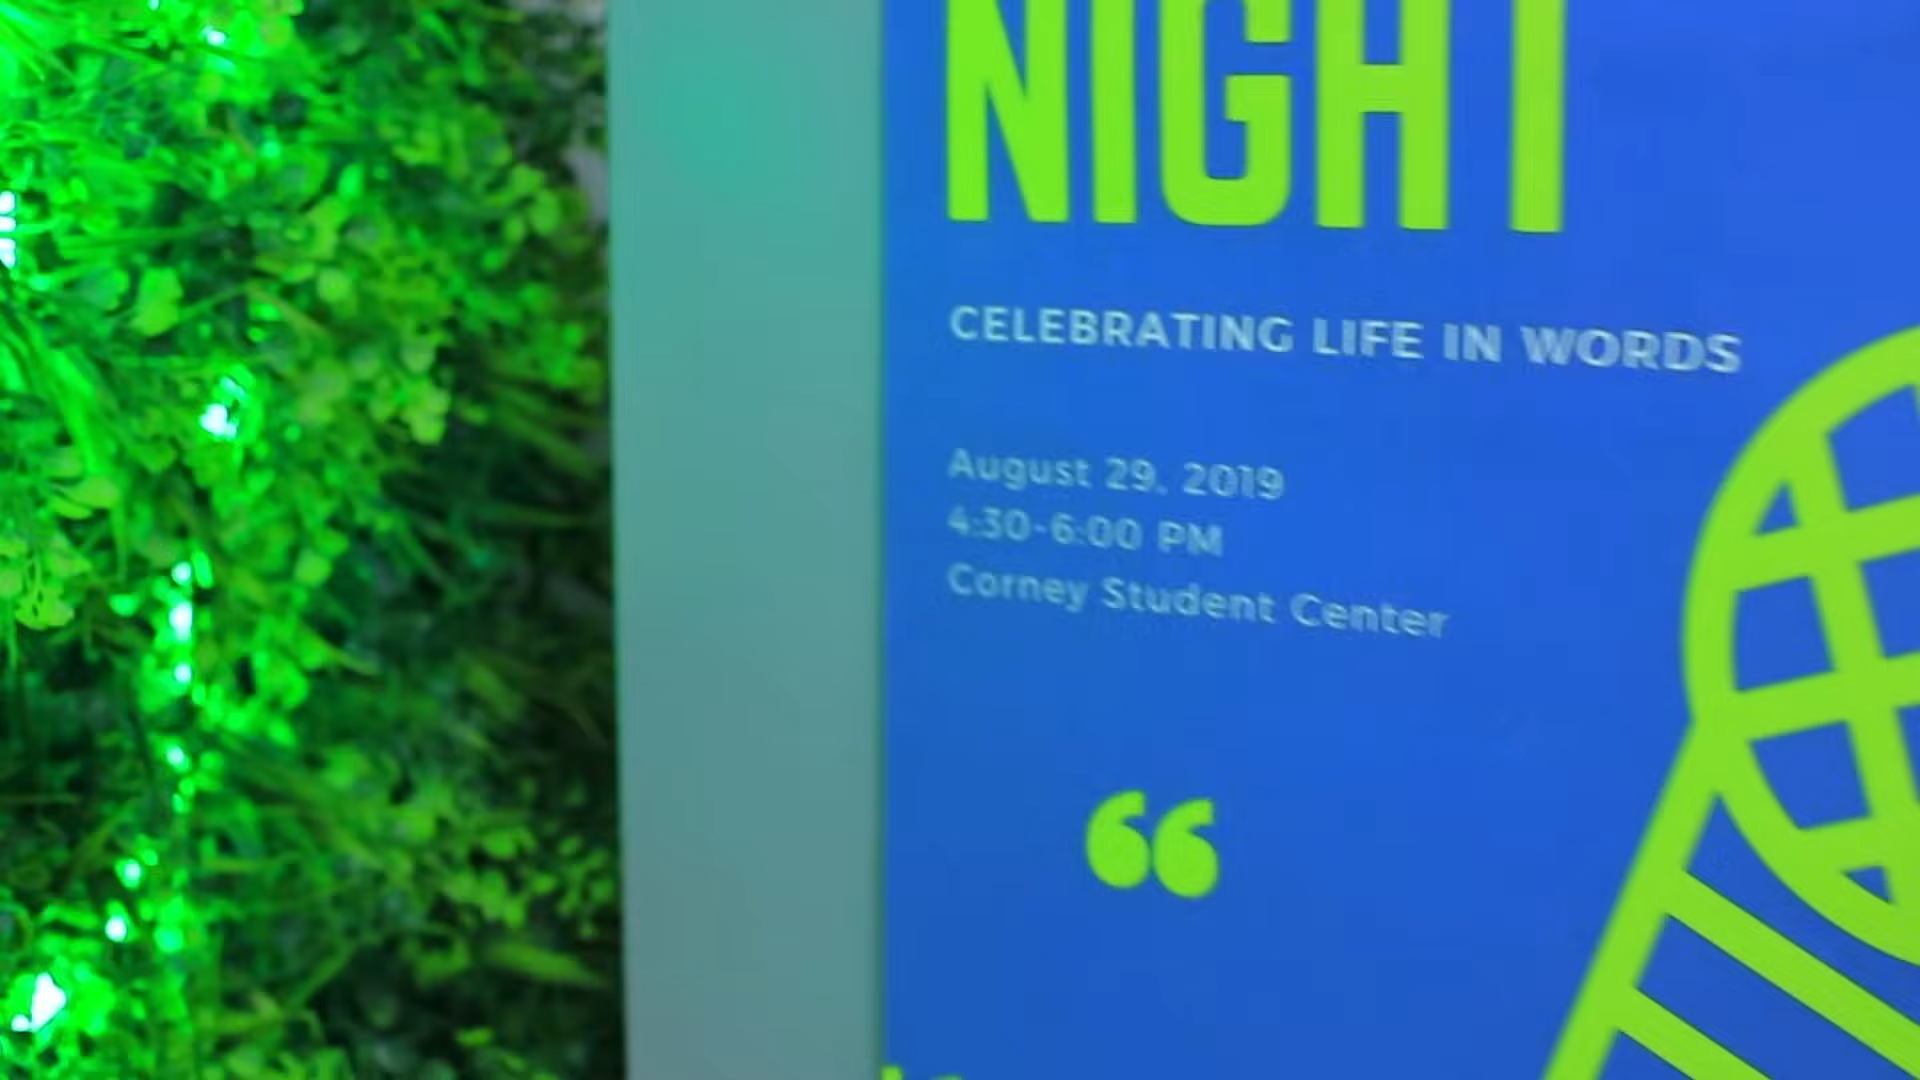 NIGHT
CELEBRATING LIFE IN WORDS
August 29, 2019
4:30-6:00 PM
Corney Student Center
“